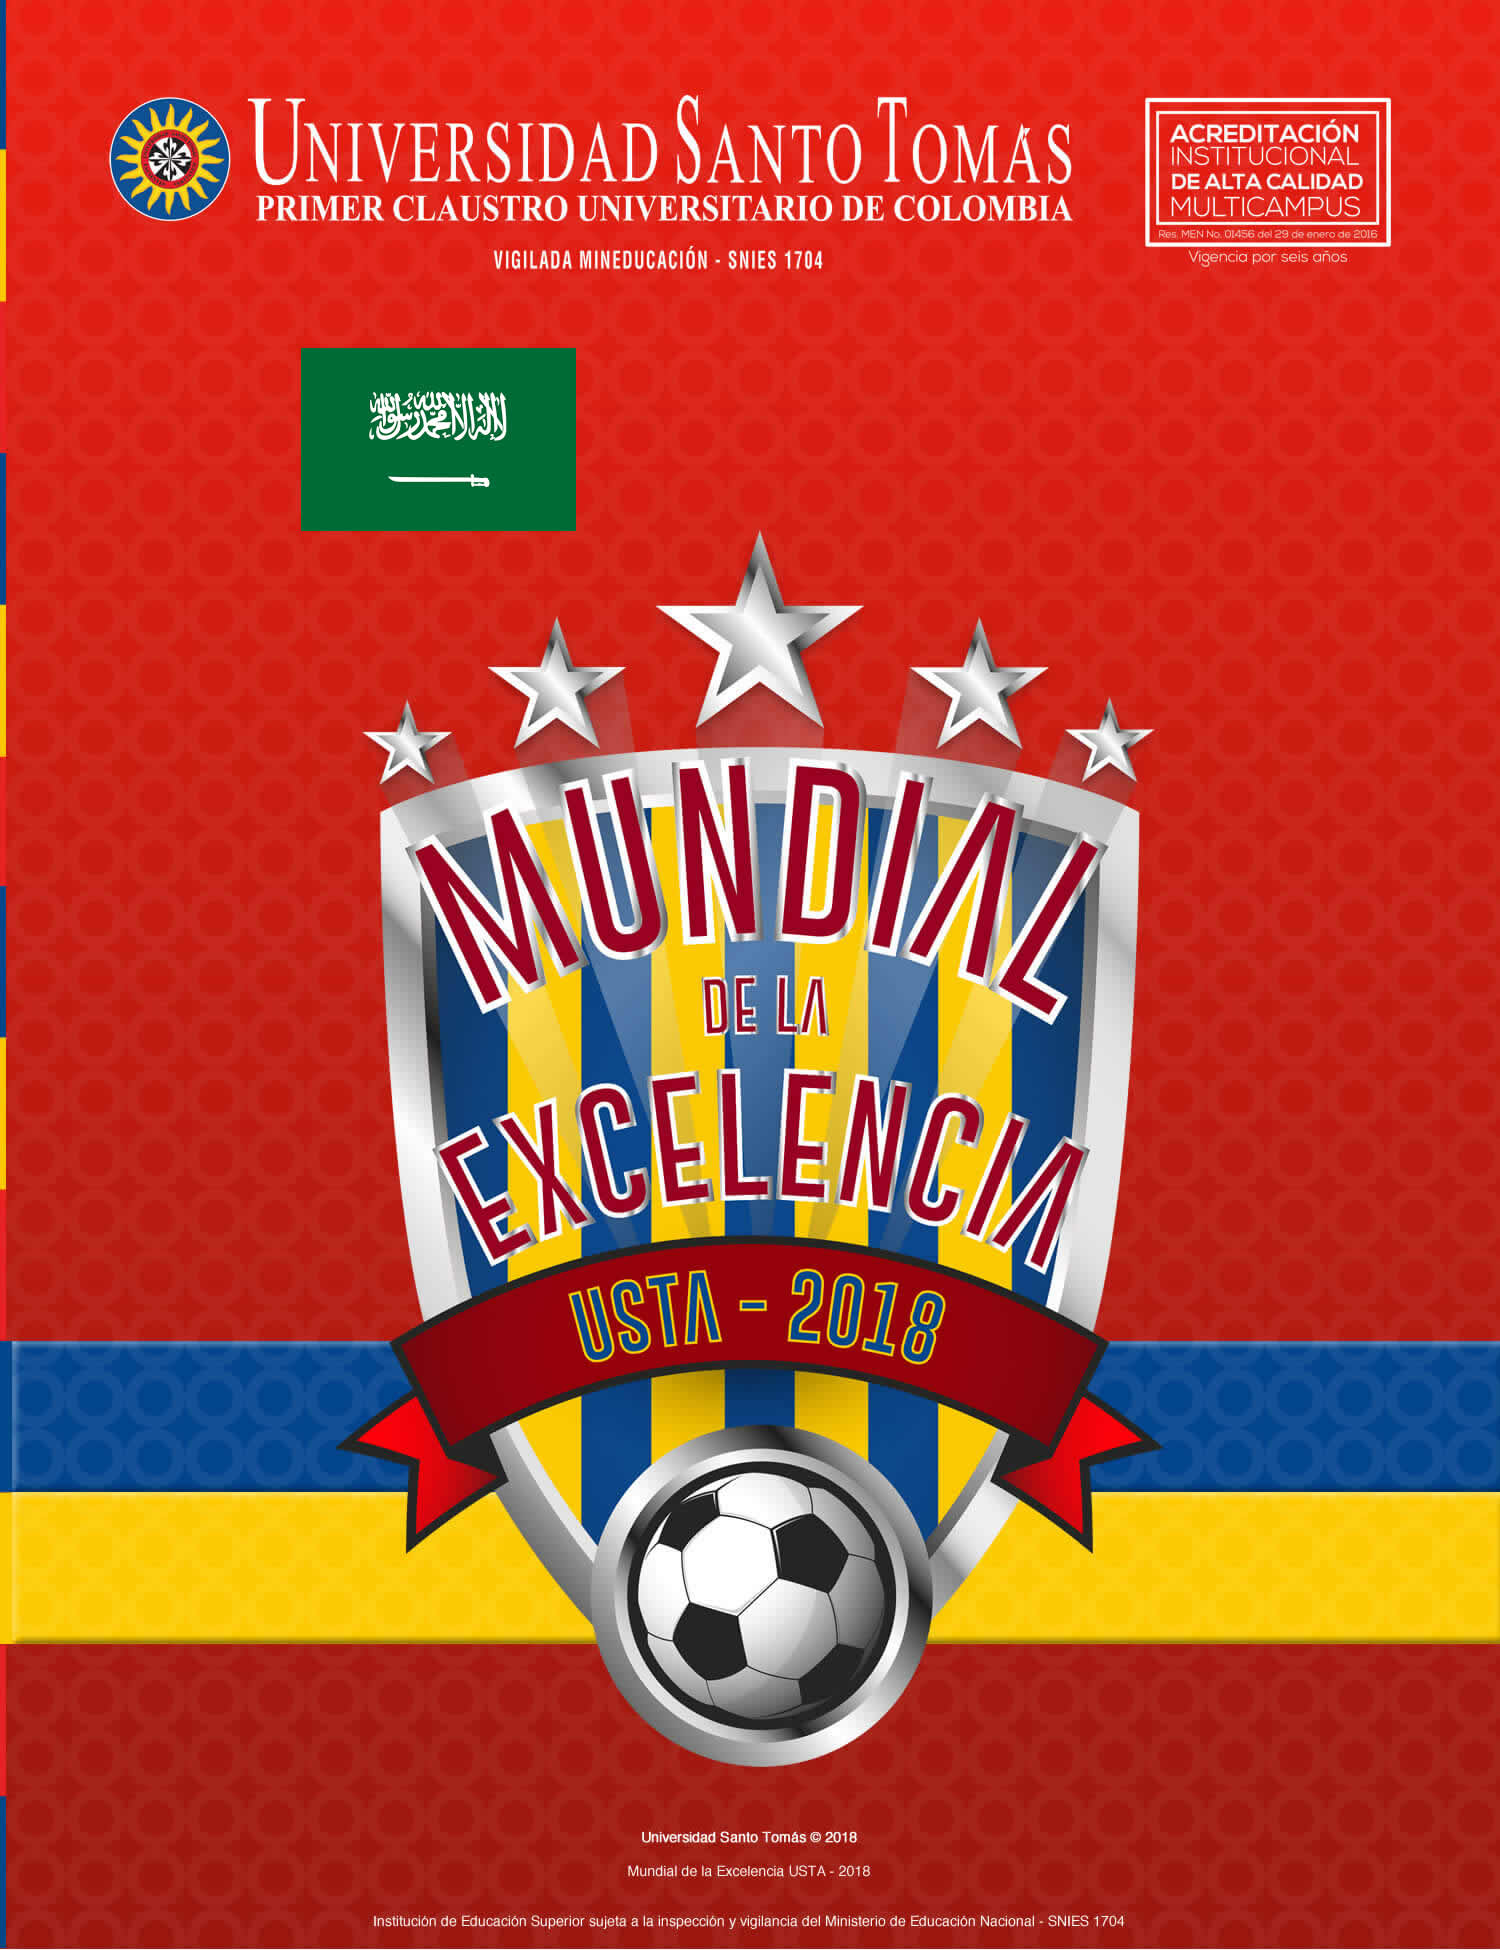 UNIVERSIDAD SANTO TOMÁS
PRIMER CLAUSTRO UNIVERSITARIO DE COLOMBIA
VIGILADA MINEDUCACIÓN - SNIES 1704
ACREDITACIÓN
INSTITUCIONAL
DE ALTA CALIDAD
MULTICAMPUS
Res. MEN No. 01456 del 29 de enero de 2016
Vigencia por seis años
لا إله إلا الله محمد رسول الله
MUNDIAL
DE LA
EXCELENCIA
USTA - 2018
Universidad Santo Tomás © 2018
Mundial de la Excelencia USTA - 2018
Institución de Educación Superior sujeta a la inspección y vigilancia del Ministerio de Educación Nacional - SNIES 1704